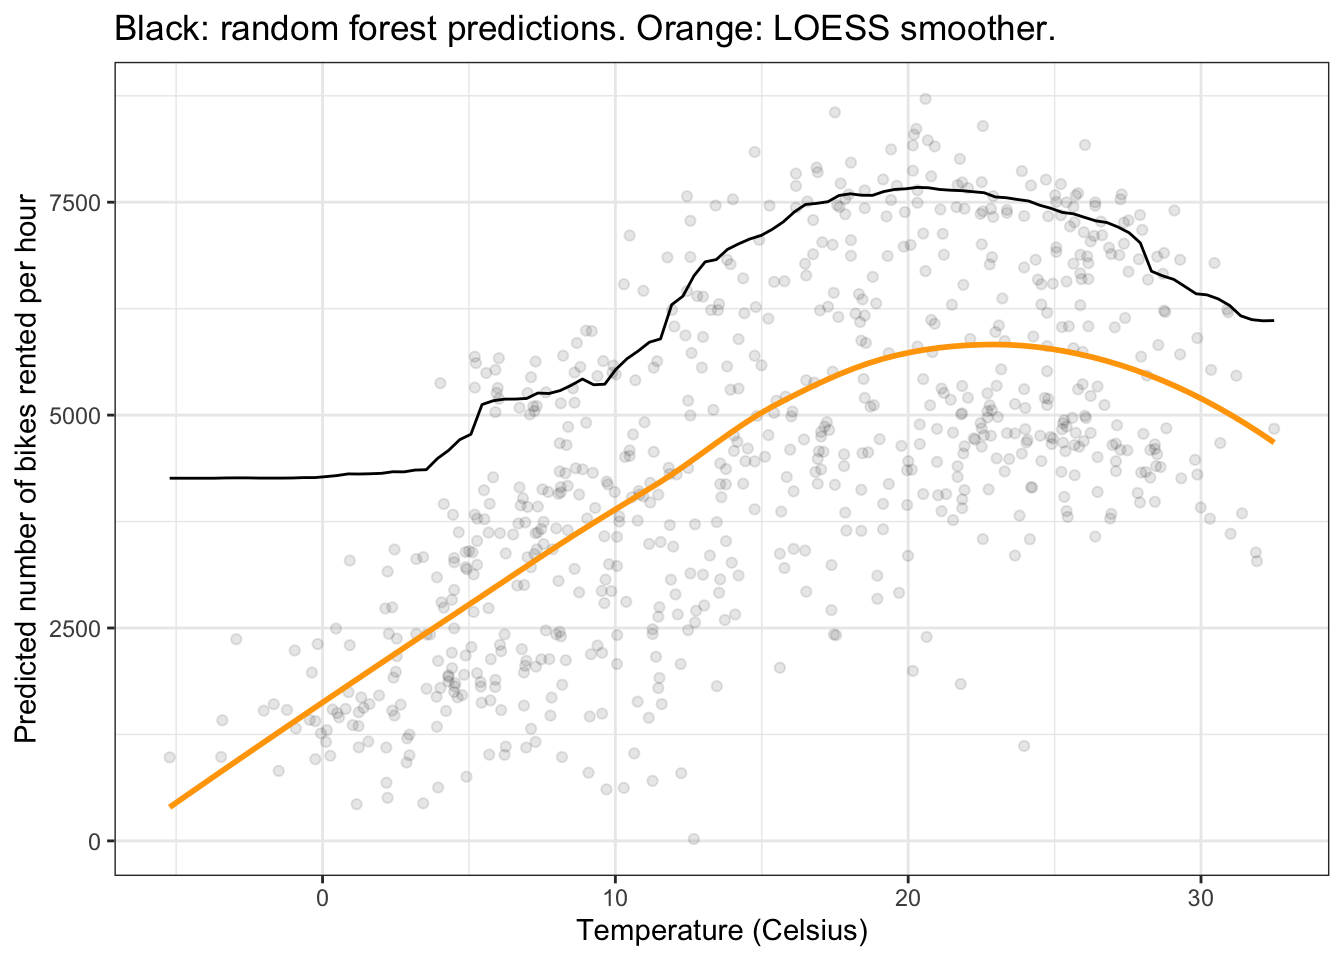 Black: random forest predictions. Orange: LOESS smoother.
Predicted number of bikes rented per hour
7500
5000
2500
0
0 10 20 30
Temperature (Celsius)